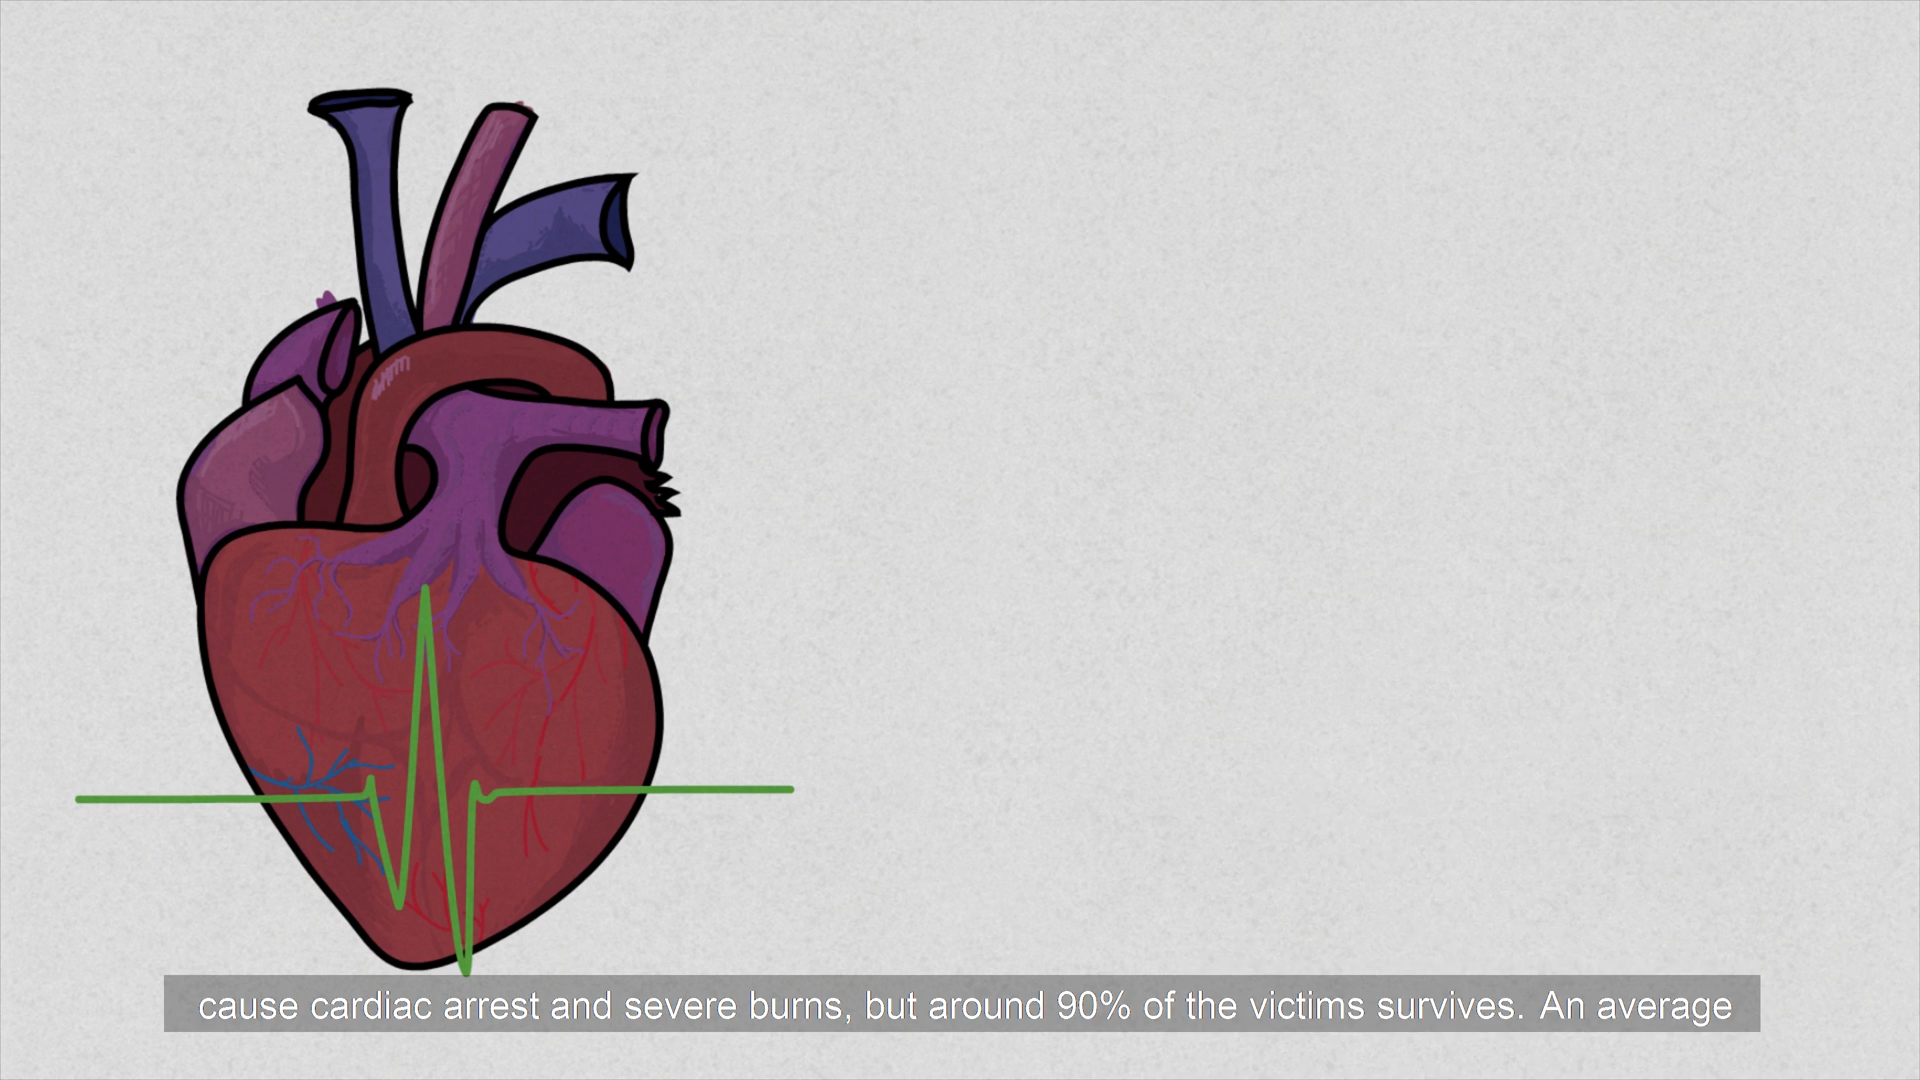 cause cardiac arrest and severe burns, but around 90% of the victims survives. An average